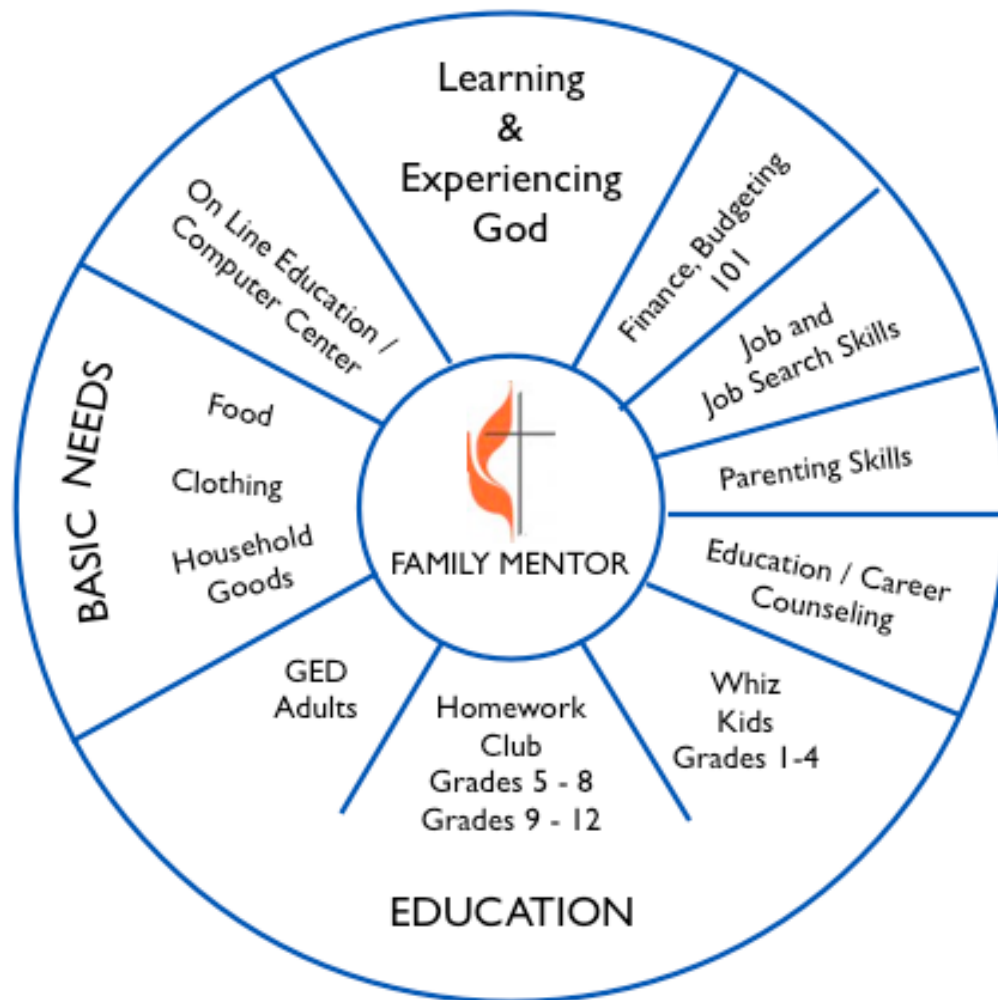 Learning
&
Experiencing
God
Finance, Budgeting
101
Job and
Job Search Skills
Parenting Skills
Education / Career
Counseling
Whiz
Kids
Grades 1-4
Homework
Club
Grades 5 - 8
Grades 9 - 12
GED
Adults
EDUCATION
BASIC NEEDS
Food
Clothing
Household
Goods
On Line Education /
Computer Center
FAMILY MENTOR